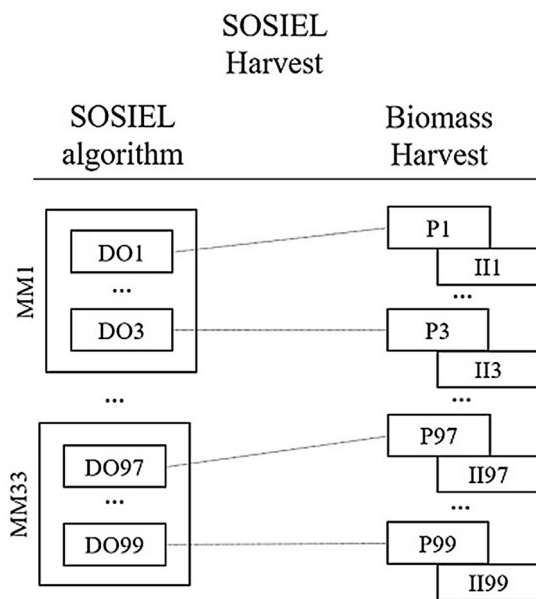 SOSIEL
Harvest
SOSIEL
algorithm
Biomass
Harvest
MM1
DO1
...
DO3
P1
II1
...
P3
II3
...
...
MM33
DO97
...
DO99
P97
II97
...
P99
II99